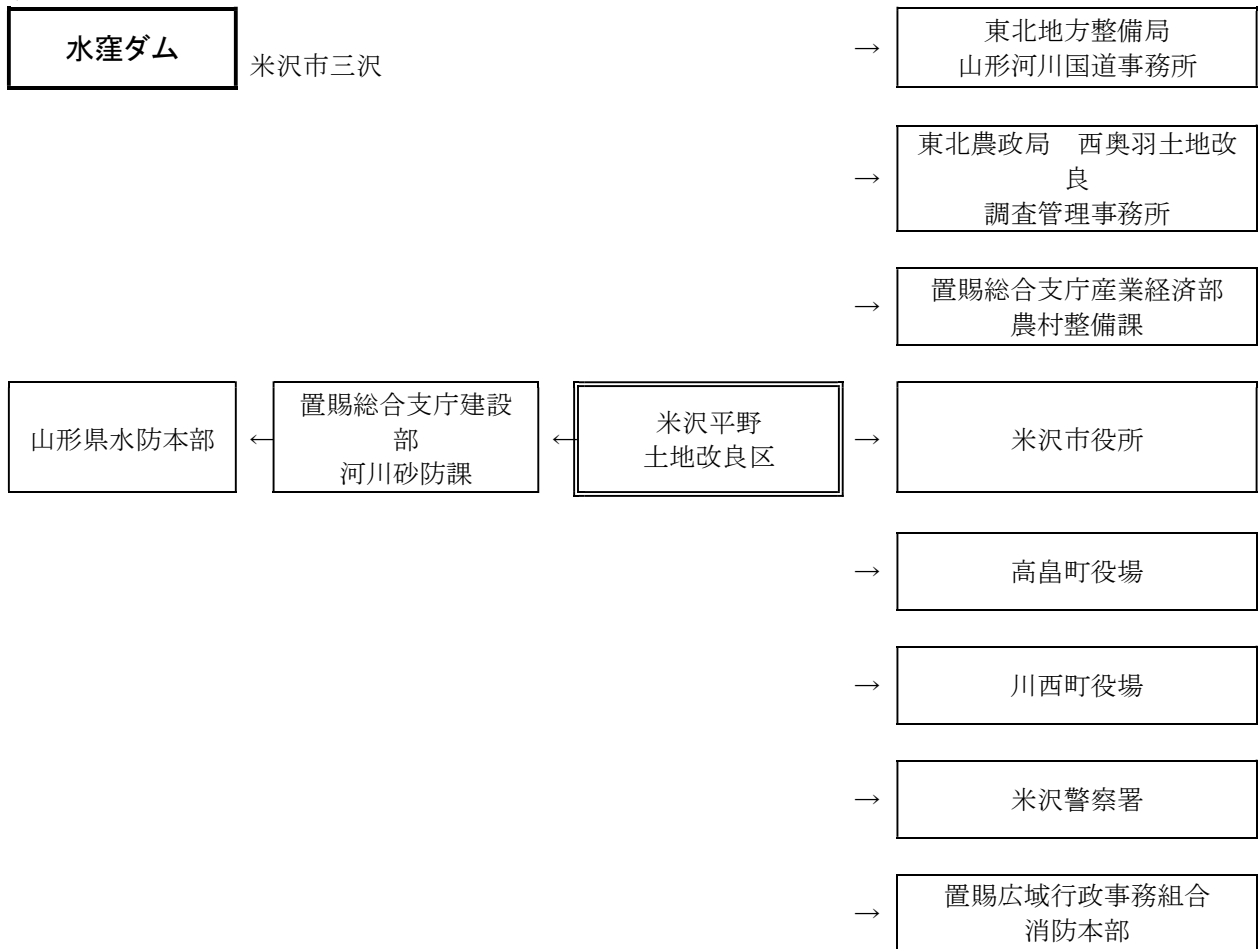 水窪ダム
米沢市三沢
→
東北地方整備局
山形河川国道事務所
→
東北農政局　西奥羽土地改
良
調査管理事務所
→
置賜総合支庁産業経済部
農村整備課
山形県水防本部
←
置賜総合支庁建設
部
河川砂防課
←
米沢平野
土地改良区
→
米沢市役所
→
高畠町役場
→
川西町役場
→
米沢警察署
→
置賜広域行政事務組合
消防本部